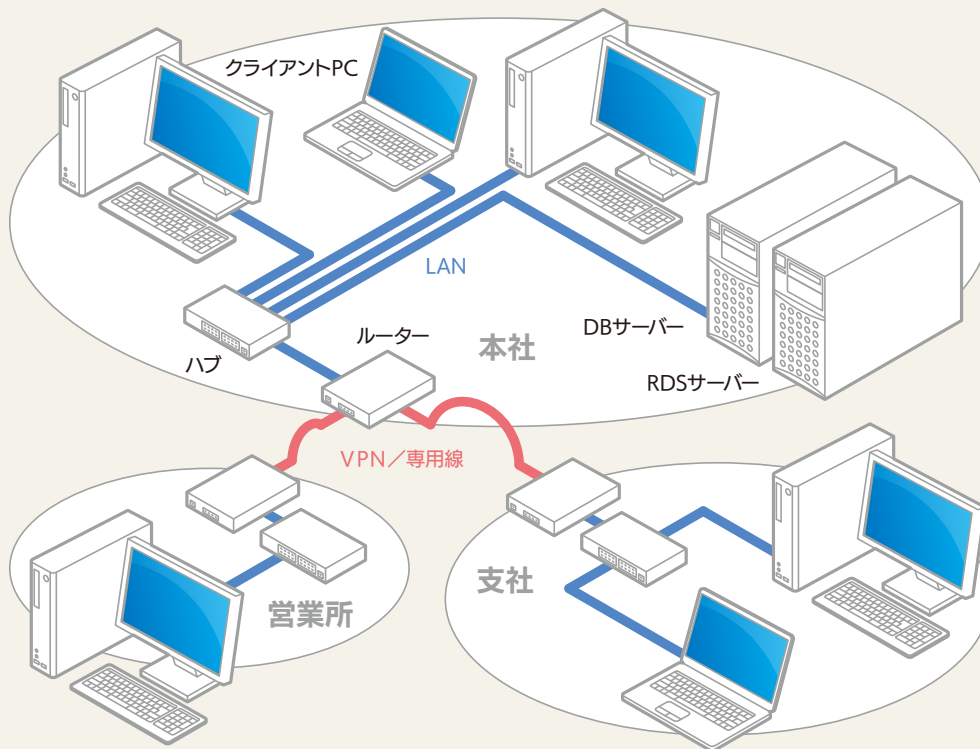 クライアントPC
LAN
DBサーバー
ルーター
本社
ハブ
RDSサーバー
VPN／専用線
支社
営業所